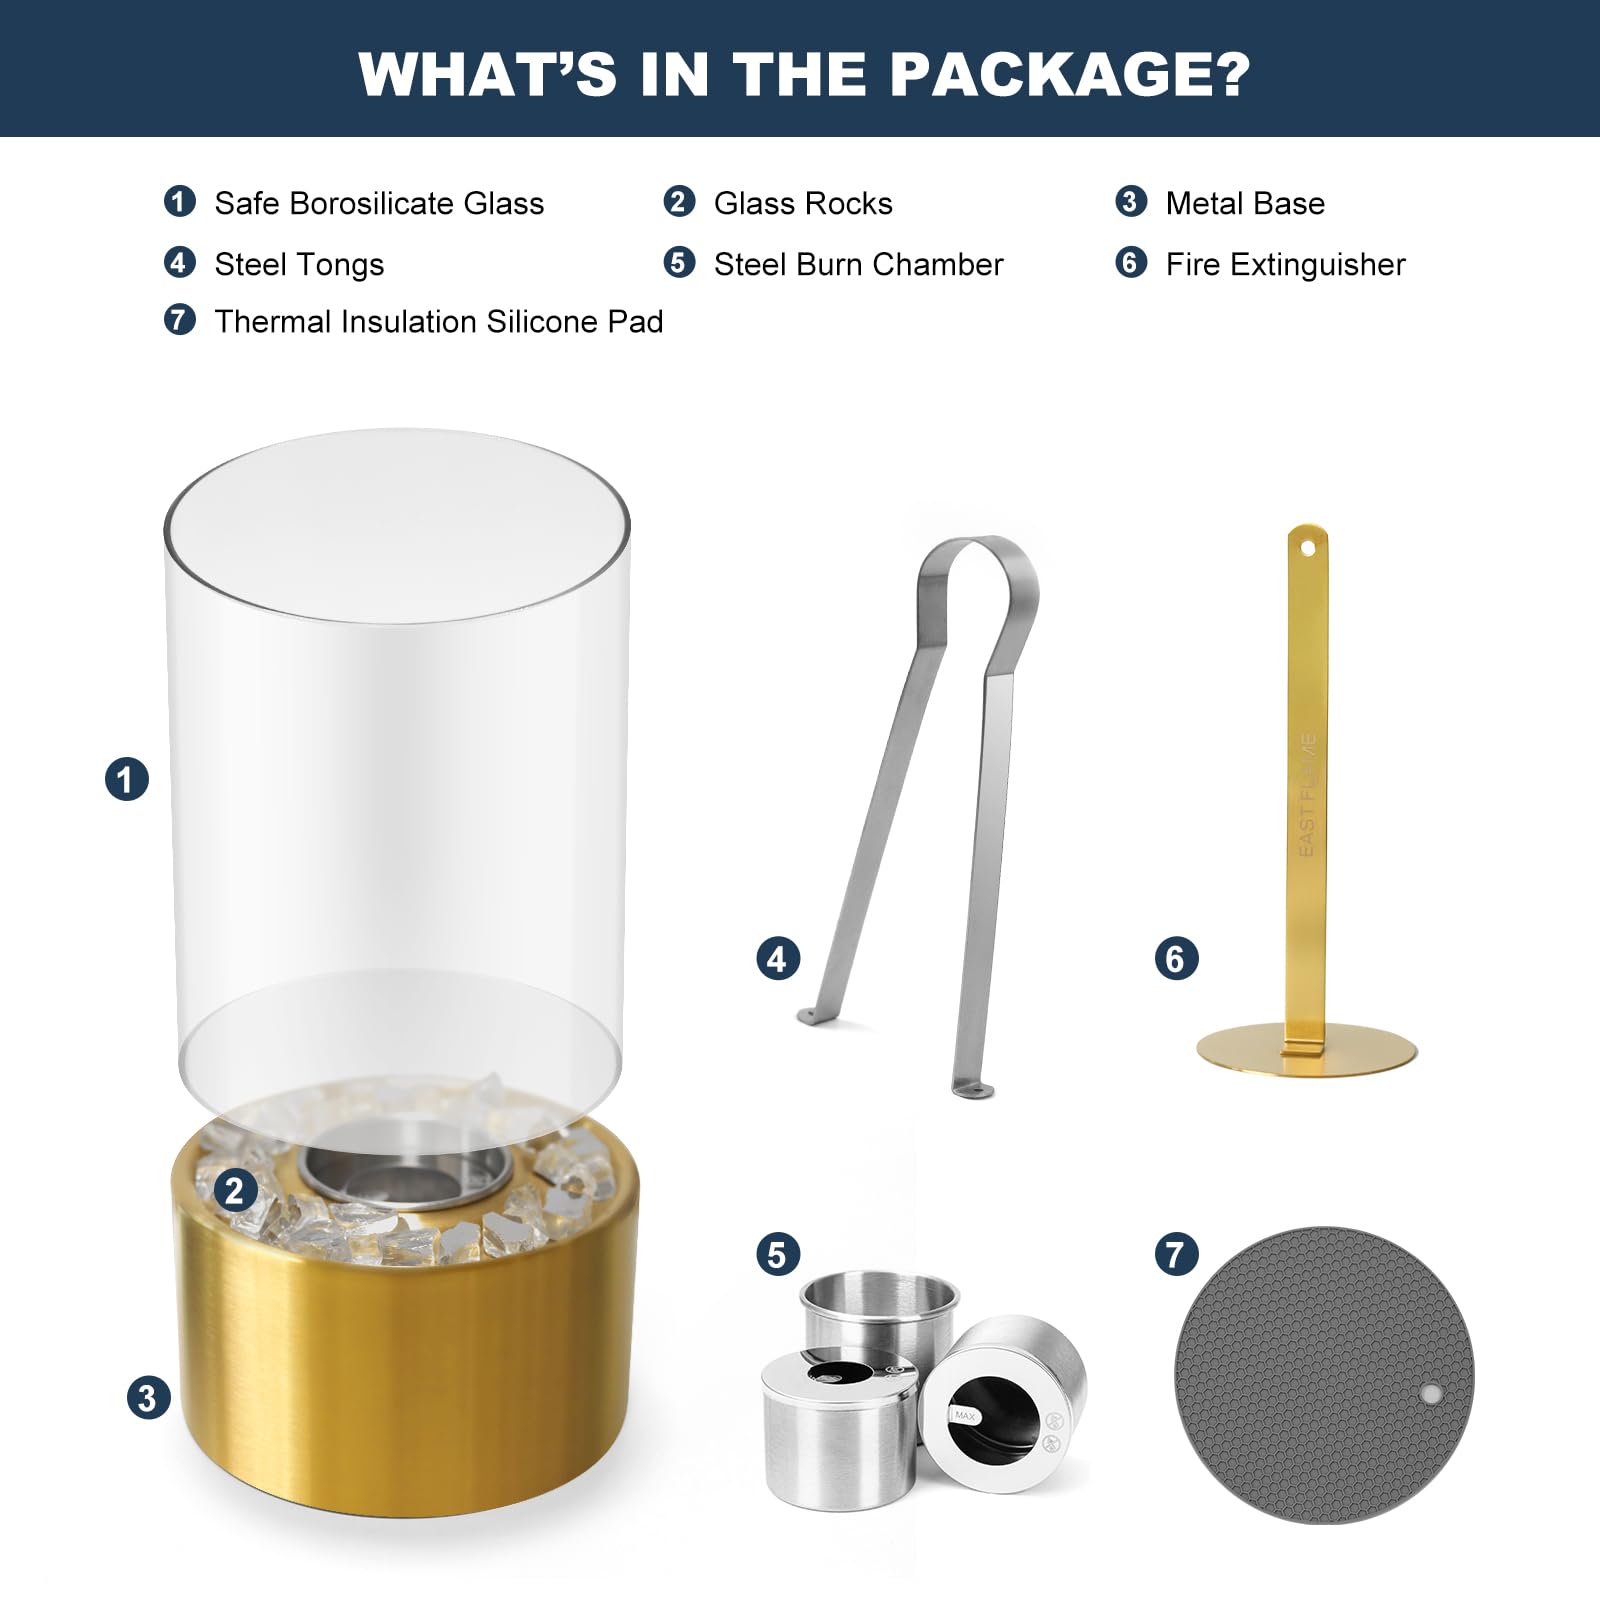 WHAT'S IN THE PACKAGE?
1 Safe Borosilicate Glass
2 Glass Rocks
3 Metal Base
4 Steel Tongs
5 Steel Burn Chamber
6 Fire Extinguisher
7 Thermal Insulation Silicone Pad
1
EAST FLAME
4
6
2
5
7
3
MAX